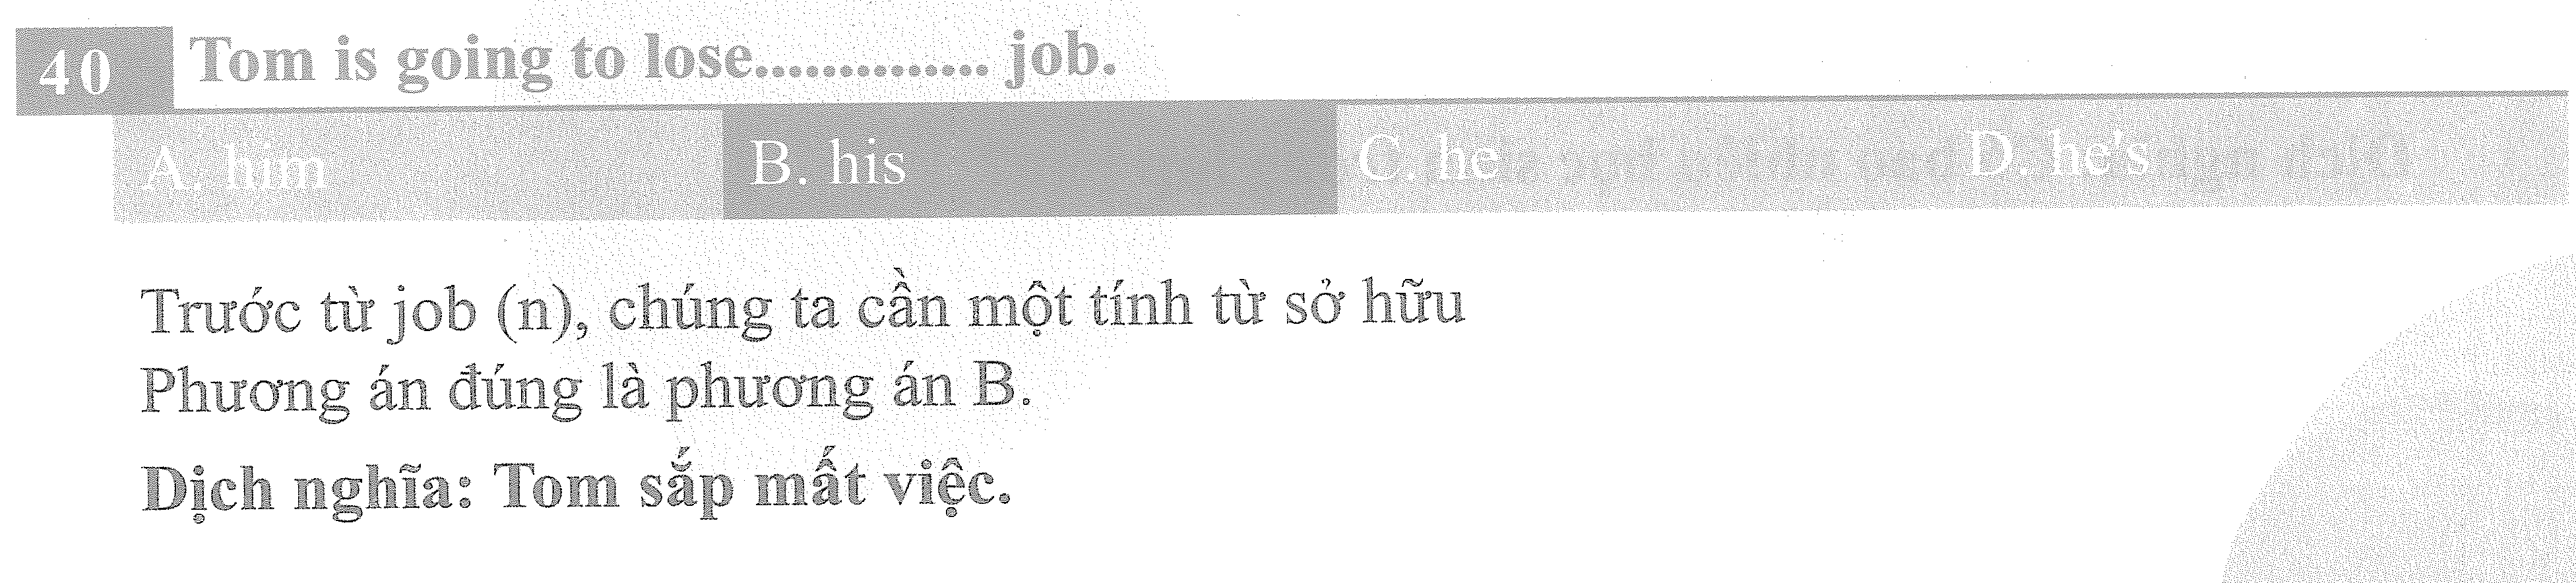 40 Tom is going to lose.............. job.
A. him B. his C. he D. he's
Trước từ job (n), chúng ta cần một tính từ sở hữu
Phương án đúng là phương án B.
Dịch nghĩa: Tom sắp mất việc.